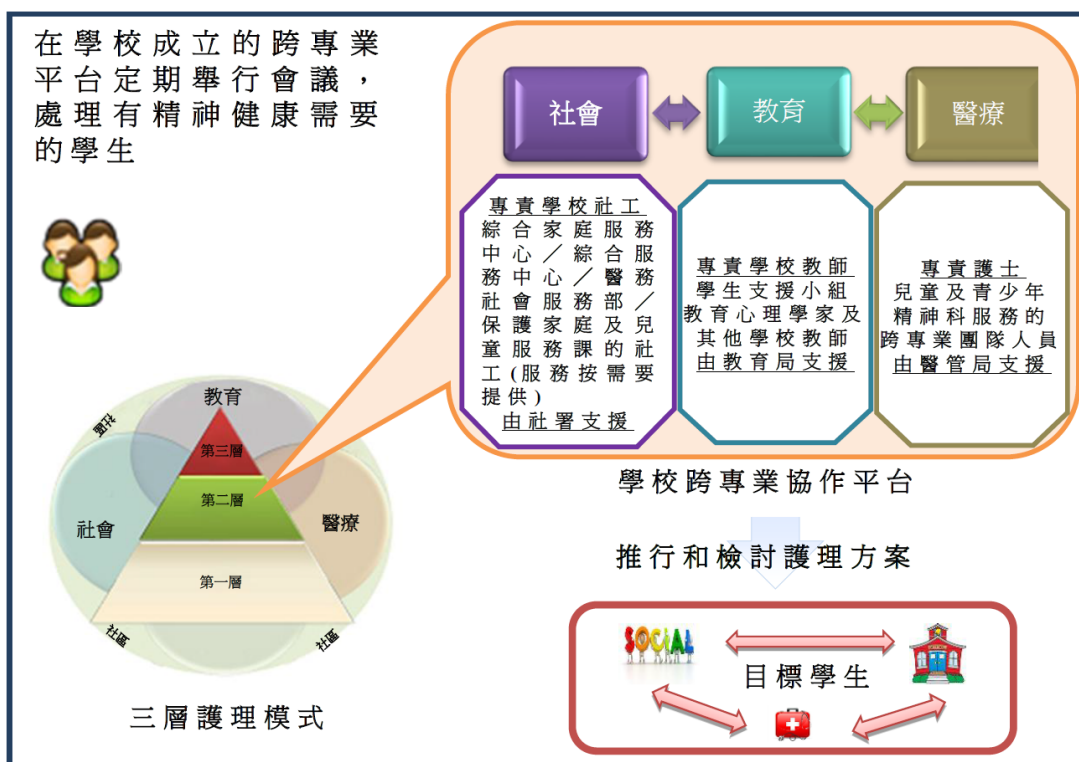 在學校成立的跨專業
平台定期舉行會議，
處理有精神健康需要
的學生
社會
教育
醫療
專責學校社工
綜合家庭服務
中心／綜合服
務中心／醫務
社會服務部／
保護家庭及兒
童服務課的社
工(服務按需要
提供)
由社署支援
專責學校教師
學生支援小組
教育心理學家及
其他學校教師
由教育局支援
專責護士
兒童及青少年
精神科服務的
跨專業團隊人員
由醫管局支援
學校跨專業協作平台
推行和檢討護理方案
SOCIAL
目標學生
教育
社區
第三層
第二層
社會
醫療
第一層
社區
社區
三層護理模式